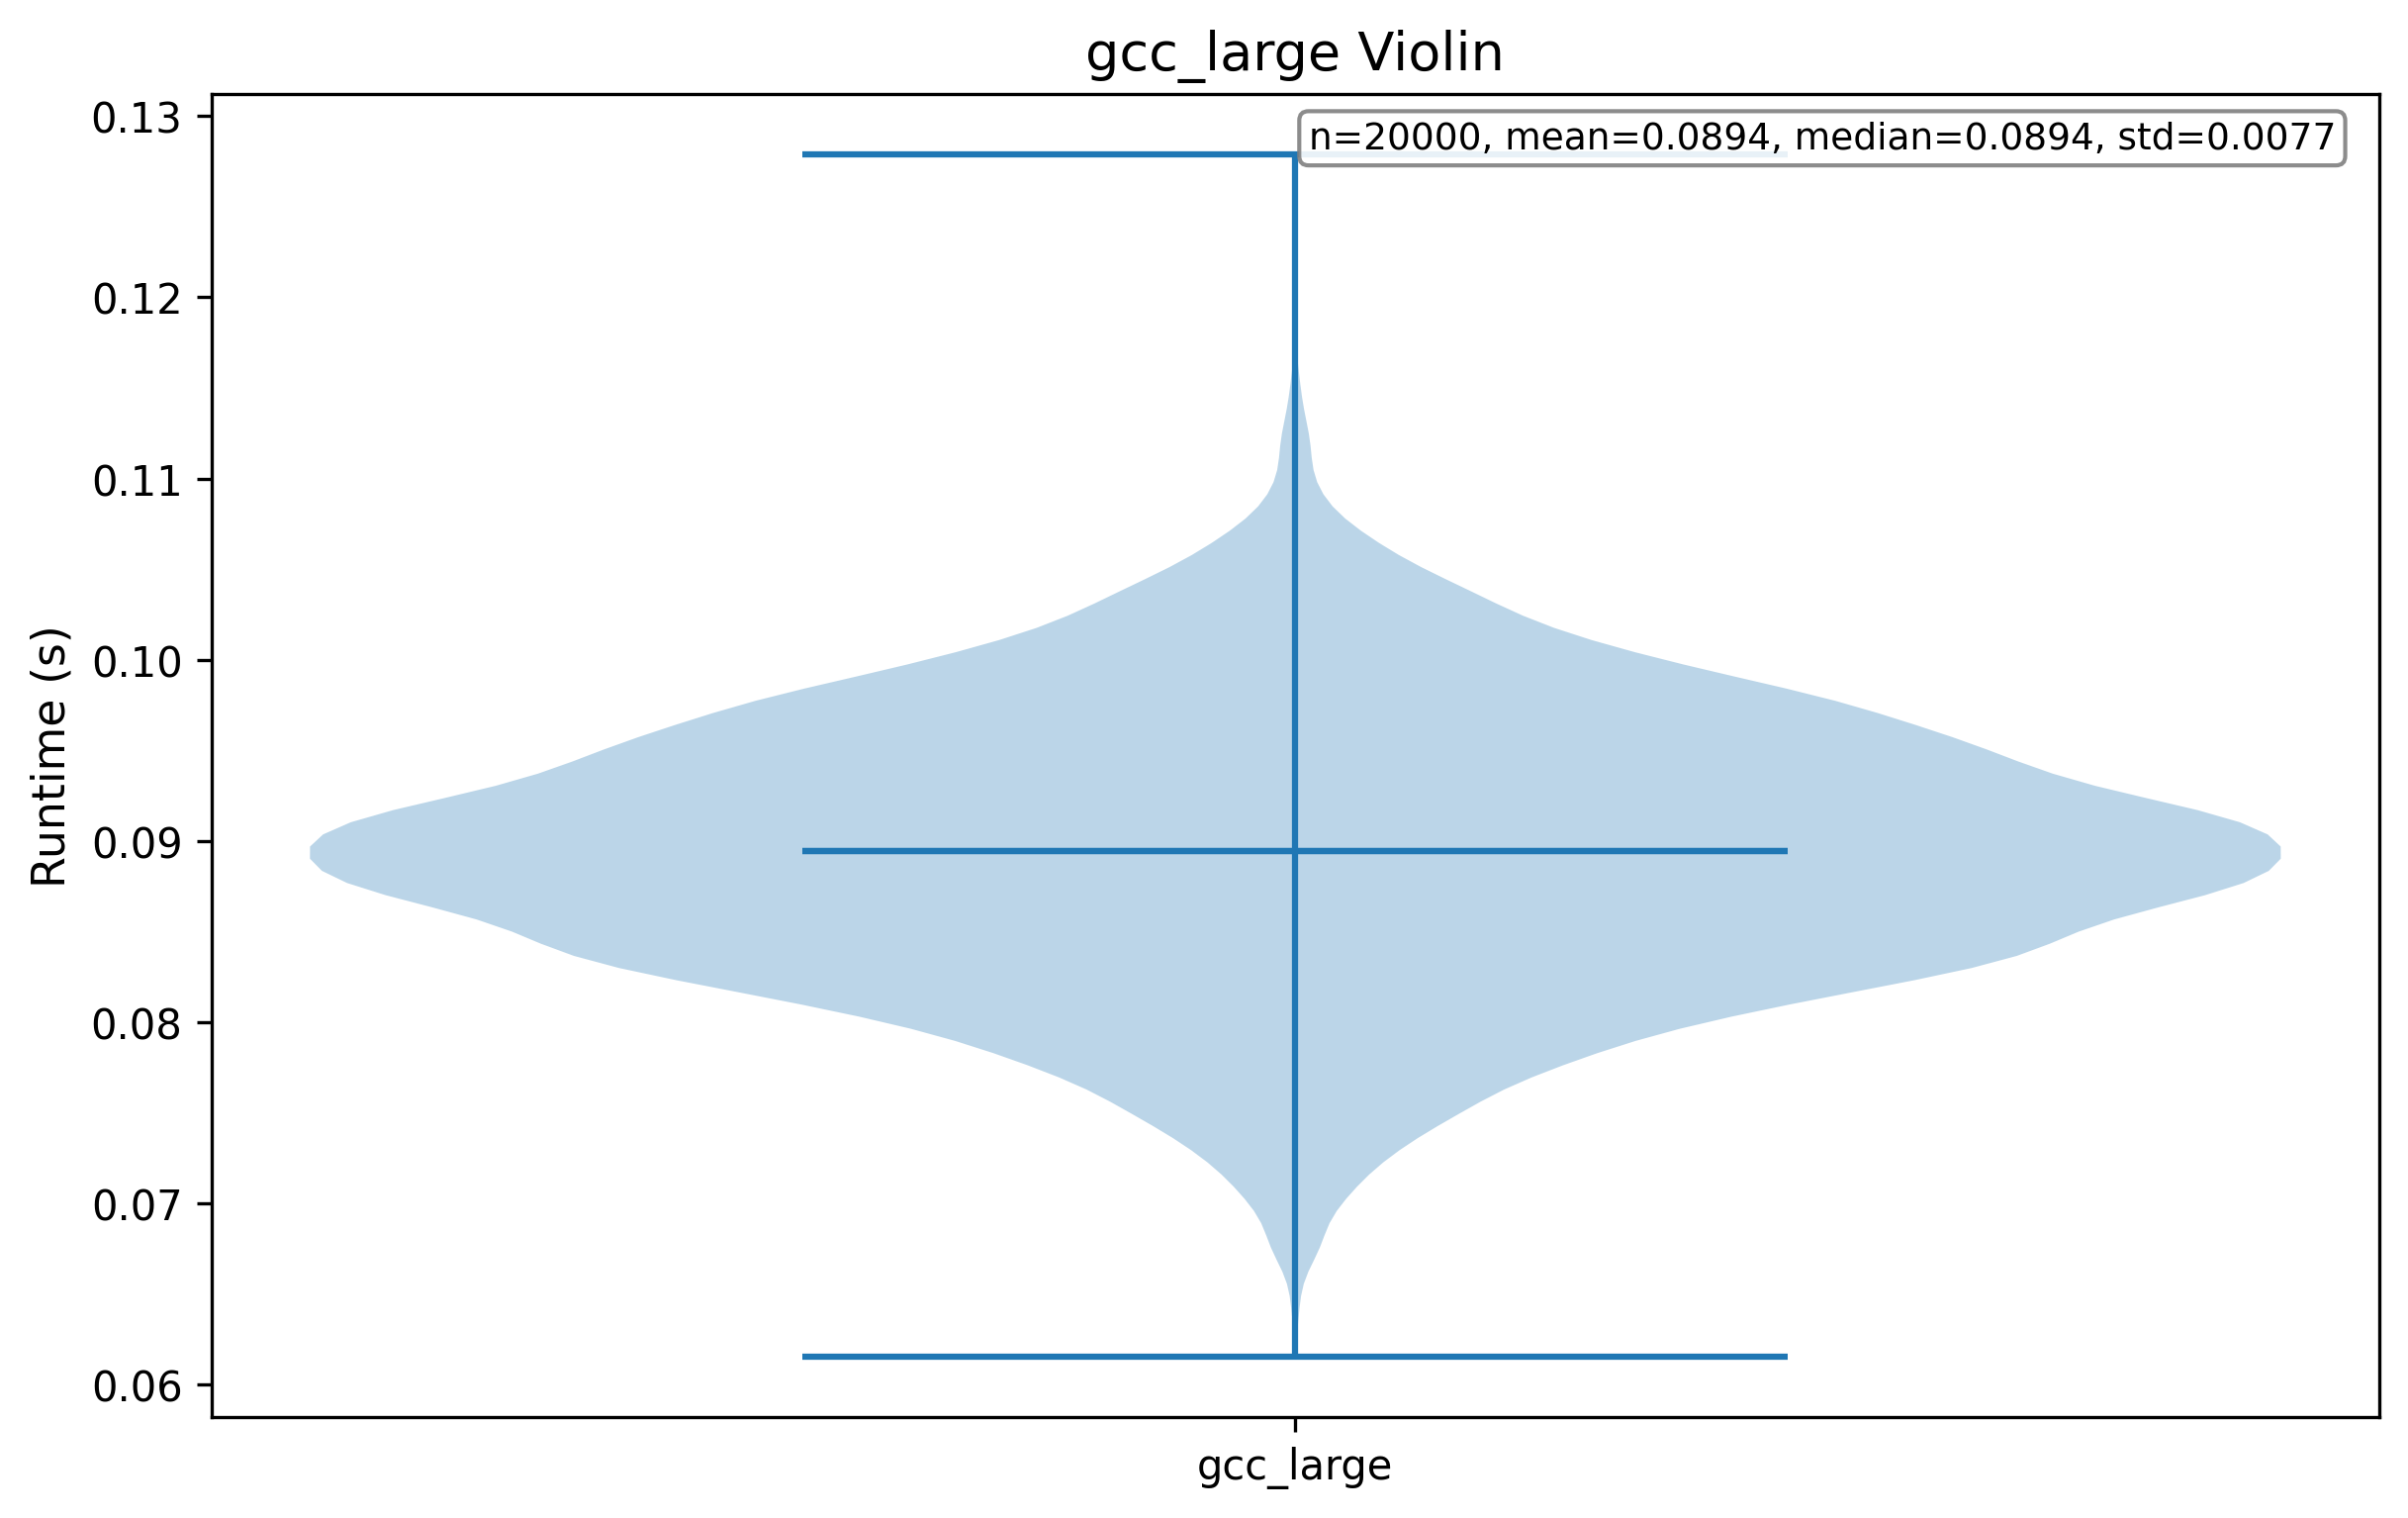 gcc_large Violin
n=20000, mean=0.0894, median=0.0894, std=0.0077
0.13
0.12
0.11
0.10
0.09
0.08
0.07
0.06
Runtime (s)
gcc_large